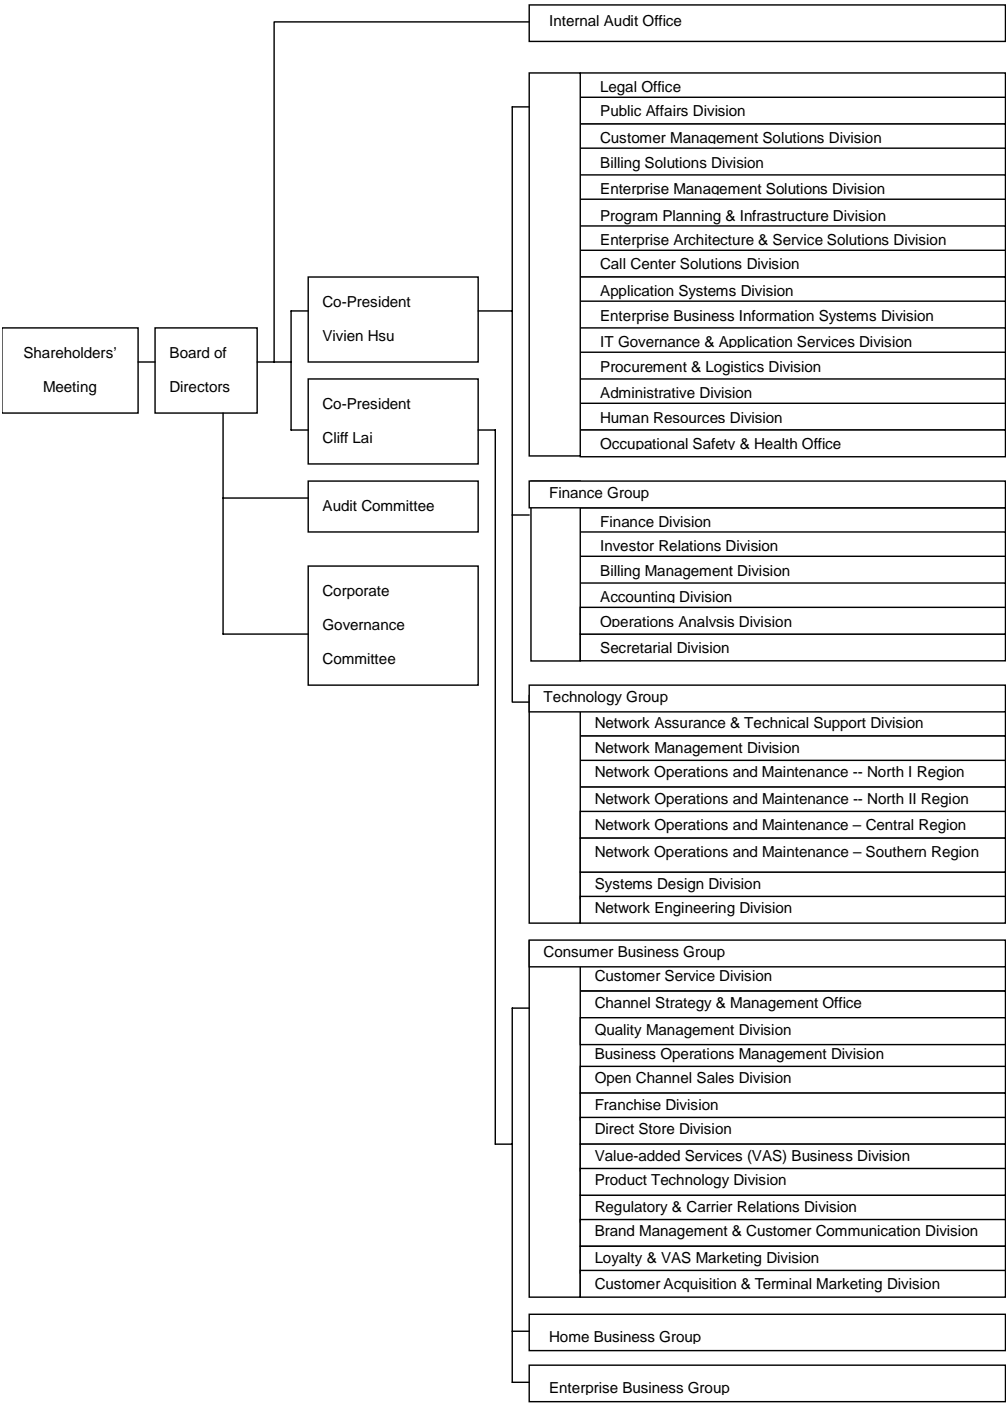 Internal Audit Office
Legal Office
Public Affairs Division
Customer Management Solutions Division
Billing Solutions Division
Enterprise Management Solutions Division
Program Planning & Infrastructure Division
Enterprise Architecture & Service Solutions Division
Call Center Solutions Division
Application Systems Division
Enterprise Business Information Systems Division
IT Governance & Application Services Division
Procurement & Logistics Division
Administrative Division
Human Resources Division
Occupational Safety & Health Office
Shareholders’
Meeting
Board of
Directors
Co-President
Vivien Hsu
Co-President
Cliff Lai
Audit Committee
Corporate
Governance
Committee
Finance Group
Finance Division
Investor Relations Division
Billing Management Division
Accounting Division
Operations Analysis Division
Secretarial Division
Technology Group
Network Assurance & Technical Support Division
Network Management Division
Network Operations and Maintenance -- North I Region
Network Operations and Maintenance -- North II Region
Network Operations and Maintenance – Central Region
Network Operations and Maintenance – Southern Region
Systems Design Division
Network Engineering Division
Consumer Business Group
Customer Service Division
Channel Strategy & Management Office
Quality Management Division
Business Operations Management Division
Open Channel Sales Division
Franchise Division
Direct Store Division
Value-added Services (VAS) Business Division
Product Technology Division
Regulatory & Carrier Relations Division
Brand Management & Customer Communication Division
Loyalty & VAS Marketing Division
Customer Acquisition & Terminal Marketing Division
Home Business Group
Enterprise Business Group